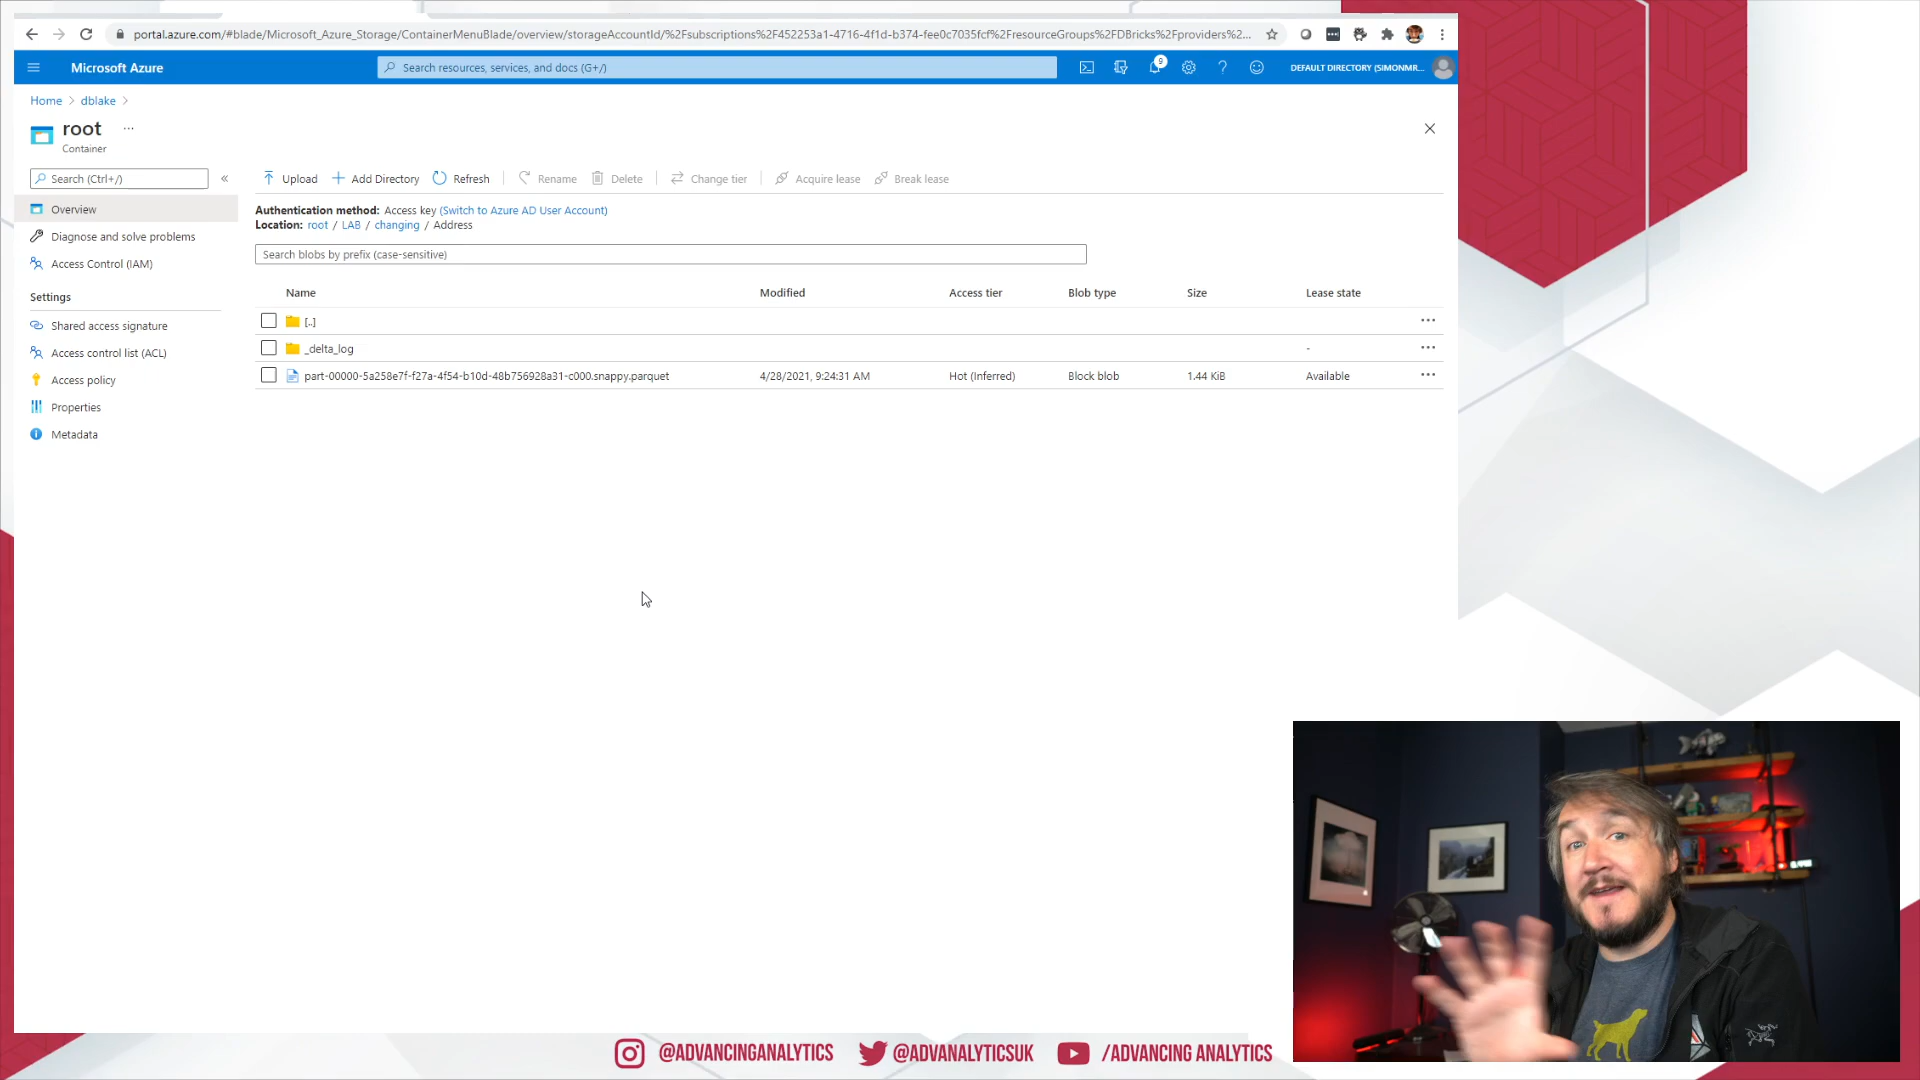 portal.azure.com/#blade/Microsoft_Azure_Storage/ContainerMenuBlade/overview/storageAccountId/%2Fsubscriptions%2F452253a1-4716-4f1d-b374-fee0c7035fcf%2FresourceGroups%2FDBricks%2Fproviders%2...
Microsoft Azure
Search resources, services, and docs (G+/)
9
DEFAULT DIRECTORY (SIMONMR...
Home > dblake >
root ...
Container
Search (Ctrl+/)
«
Upload
Add Directory
Refresh
Rename
Delete
Change tier
Acquire lease
Break lease
Overview
Diagnose and solve problems
Access Control (IAM)
Settings
Shared access signature
Access control list (ACL)
Access policy
Properties
Metadata
Authentication method: Access key (Switch to Azure AD User Account)
Location: root / LAB / changing / Address
Search blobs by prefix (case-sensitive)
Name Modified Access tier Blob type Size Lease state
[..]
_delta_log -
part-00000-5a258e7f-f27a-4f54-b10d-48b756928a31-c000.snappy.parquet 4/28/2021, 9:24:31 AM Hot (Inferred) Block blob 1.44 KiB Available
@ADVANCINGANALYTICS
@ADVANALYTICSUK
/ADVANCING ANALYTICS